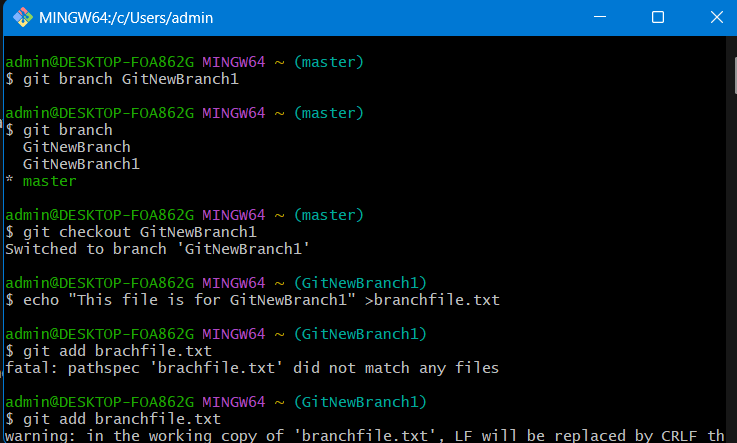 MINGW64:/c/Users/admin
admin@DESKTOP-FOA862G MINGW64 ~ (master)
$ git branch GitNewBranch1
admin@DESKTOP-FOA862G MINGW64 ~ (master)
$ git branch
  GitNewBranch
  GitNewBranch1
* master
admin@DESKTOP-FOA862G MINGW64 ~ (master)
$ git checkout GitNewBranch1
Switched to branch 'GitNewBranch1'
admin@DESKTOP-FOA862G MINGW64 ~ (GitNewBranch1)
$ echo "This file is for GitNewBranch1" >branchfile.txt
admin@DESKTOP-FOA862G MINGW64 ~ (GitNewBranch1)
$ git add brachfile.txt
fatal: pathspec 'brachfile.txt' did not match any files
admin@DESKTOP-FOA862G MINGW64 ~ (GitNewBranch1)
$ git add branchfile.txt
warning: in the working copy of 'branchfile.txt', LF will be replaced by CRLF th